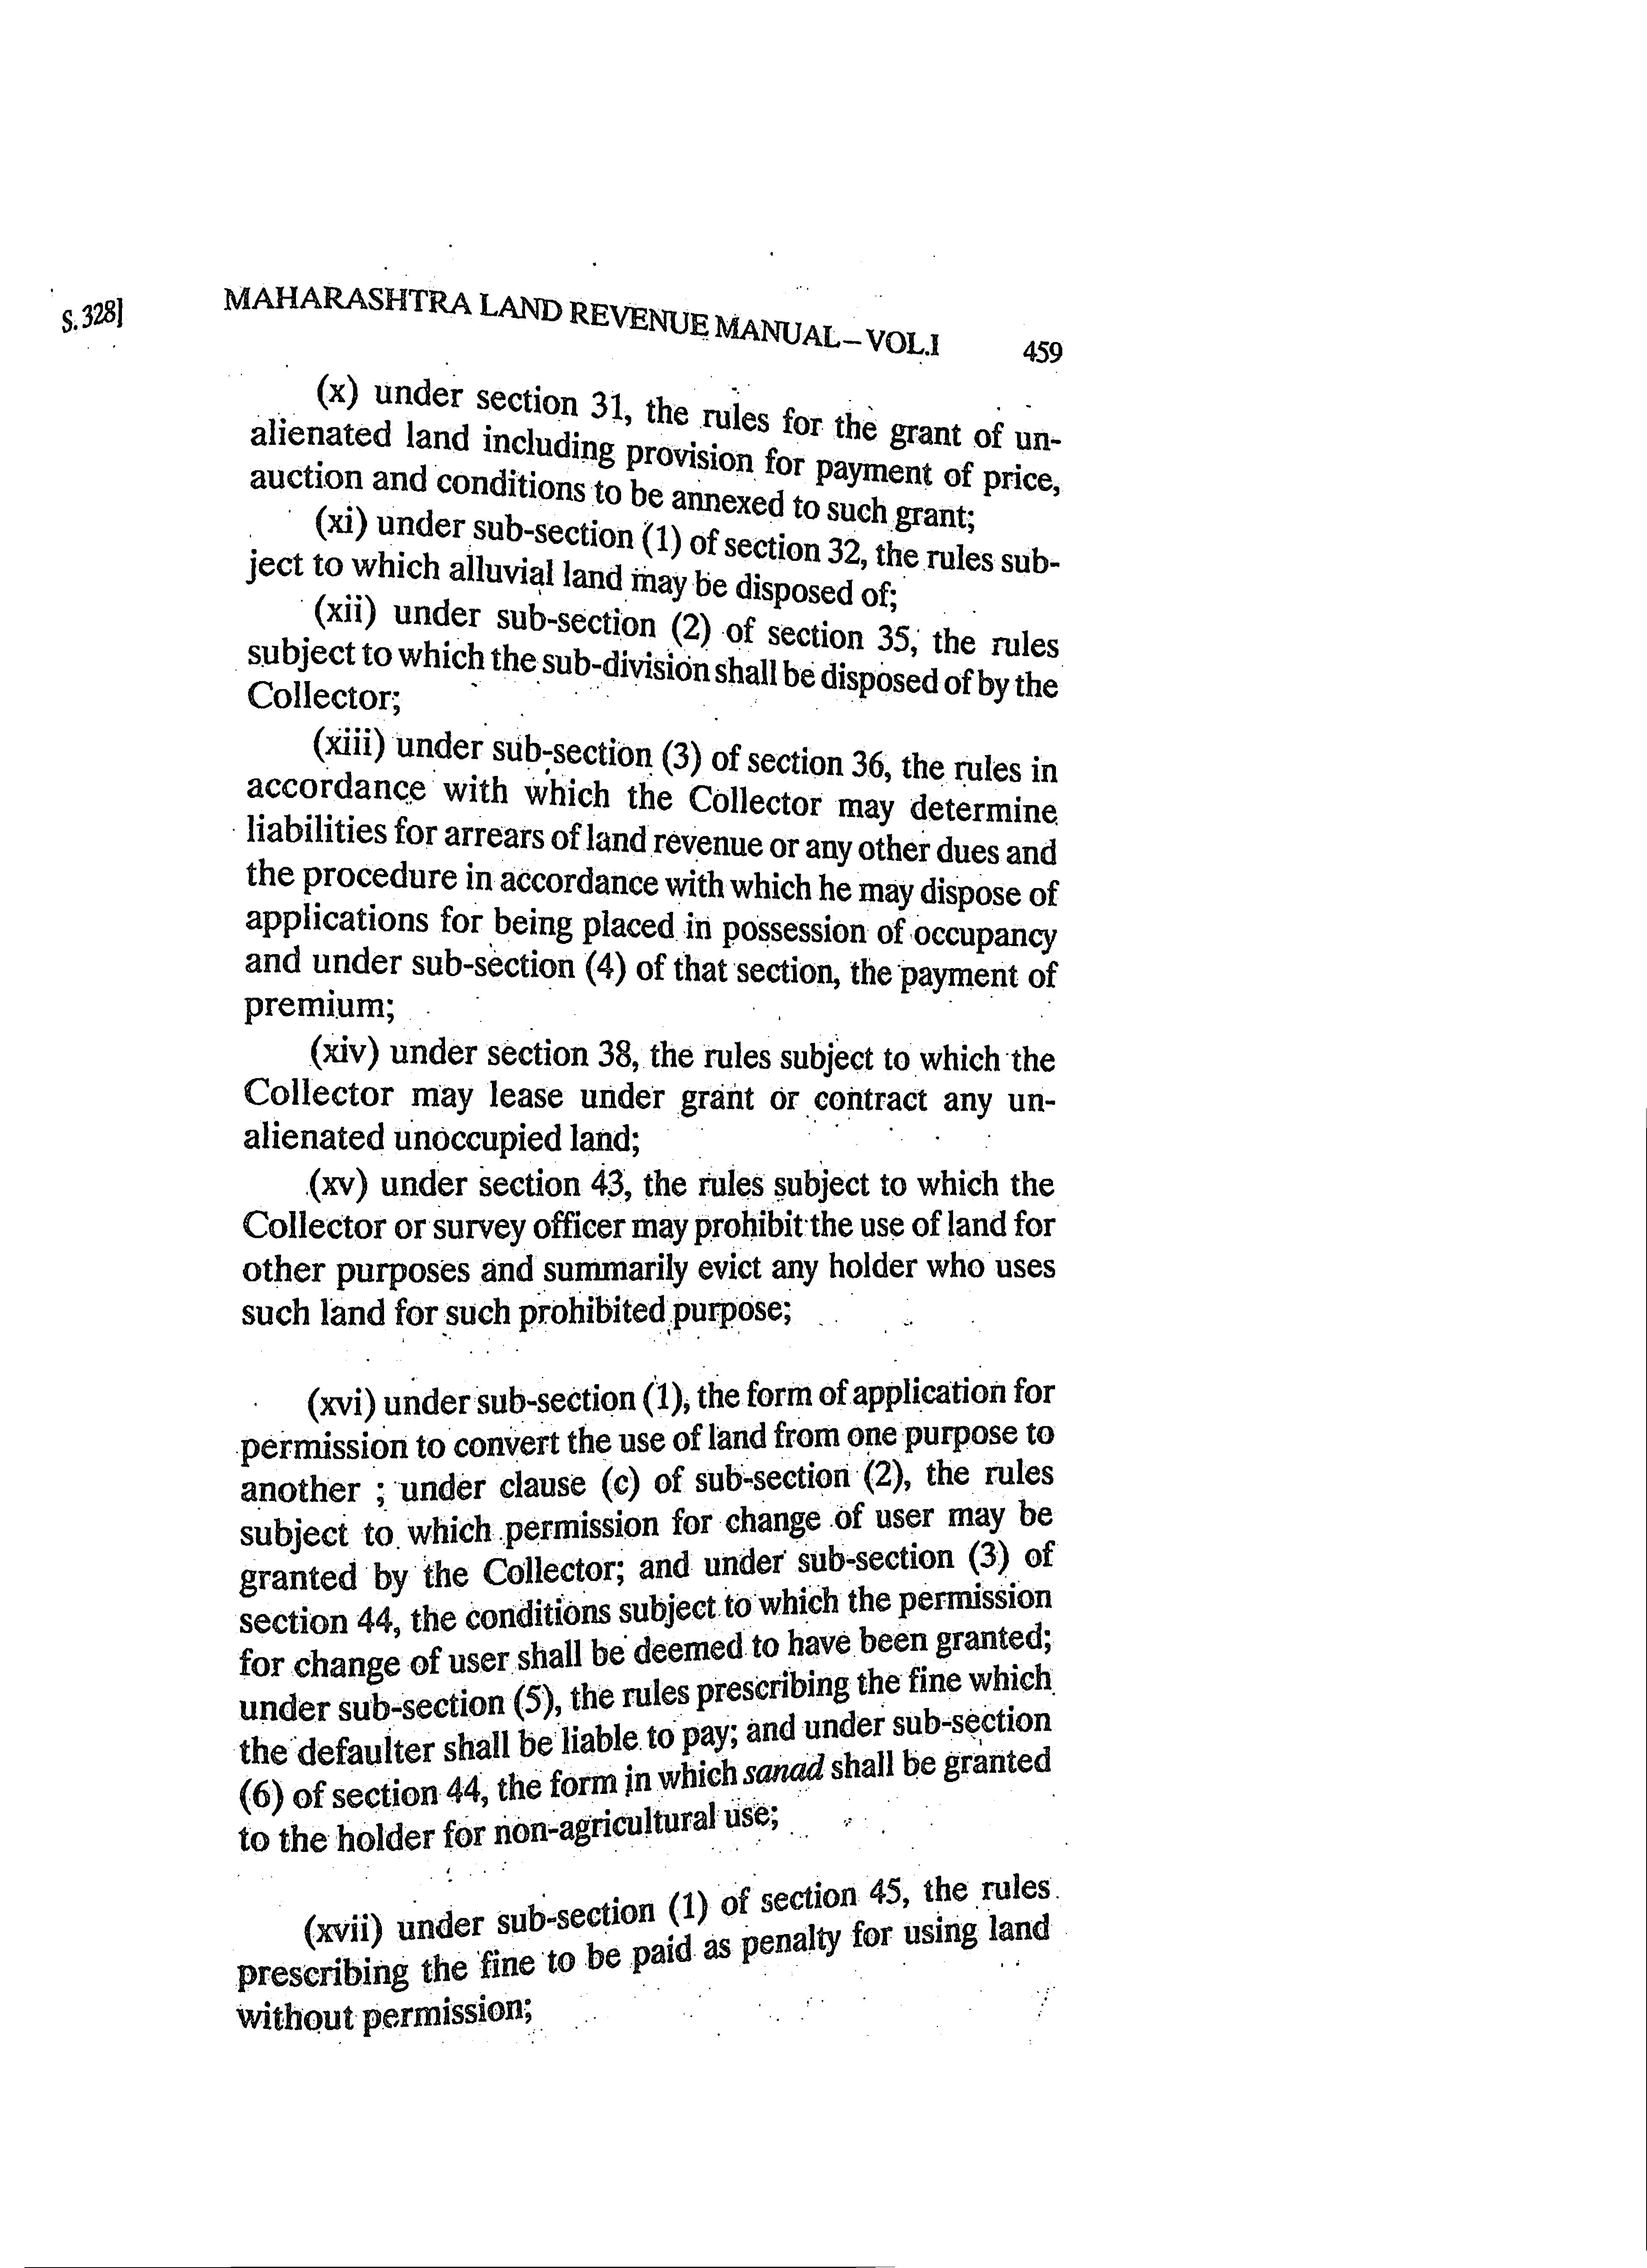 S. 328]
MAHARASHTRA LAND REVENUE MANUAL – VOL.I 459
(x) under section 31, the rules for the grant of un-
alienated land including provision for payment of price,
auction and conditions to be annexed to such grant;
(xi) under sub-section (1) of section 32, the rules sub-
ject to which alluvial land may be disposed of;
(xii) under sub-section (2) of section 35, the rules
subject to which the sub-division shall be disposed of by the
Collector;
(xiii) under sub-section (3) of section 36, the rules in
accordance with which the Collector may determine
liabilities for arrears of land revenue or any other dues and
the procedure in accordance with which he may dispose of
applications for being placed in possession of occupancy
and under sub-section (4) of that section, the payment of
premium;
(xiv) under section 38, the rules subject to which the
Collector may lease under grant or contract any un-
alienated unoccupied land;
(xv) under section 43, the rules subject to which the
Collector or survey officer may prohibit the use of land for
other purposes and summarily evict any holder who uses
such land for such prohibited purpose;
(xvi) under sub-section (1), the form of application for
permission to convert the use of land from one purpose to
another ; under clause (c) of sub-section (2), the rules
subject to which permission for change of user may be
granted by the Collector; and under sub-section (3) of
section 44, the conditions subject to which the permission
for change of user shall be deemed to have been granted;
under sub-section (5), the rules prescribing the fine which
the defaulter shall be liable to pay; and under sub-section
(6) of section 44, the form in which sanad shall be granted
to the holder for non-agricultural use;
(xvii) under sub-section (1) of section 45, the rules
prescribing the fine to be paid as penalty for using land
without permission;